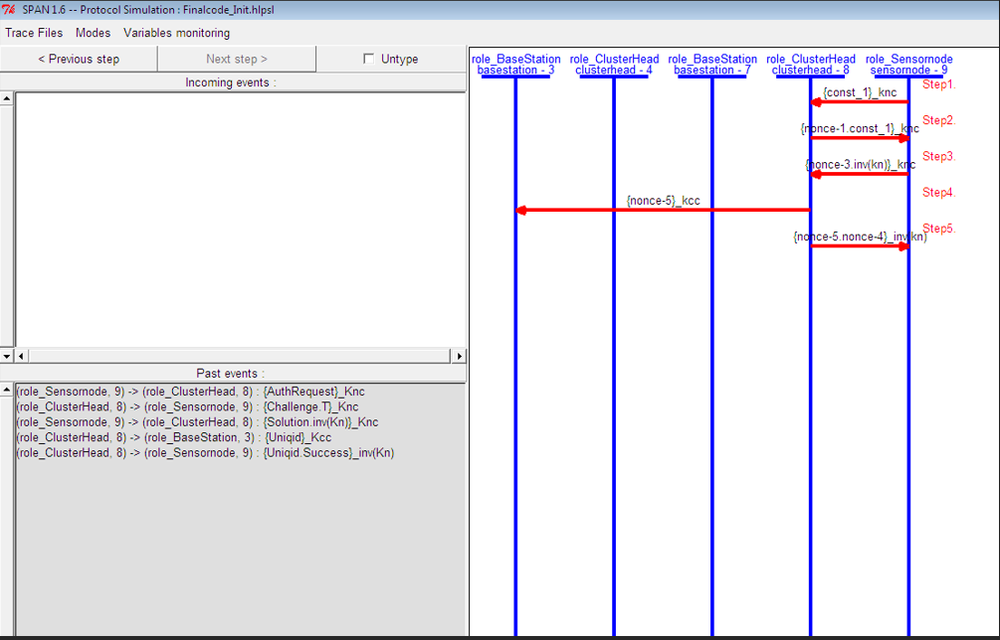 SPAN 1.6 -- Protocol Simulation : Finalcode_Init.hlpsl
Trace Files Modes Variables monitoring
< Previous step Next step > Untype
Incoming events :
Past events :
(role_Sensornode, 9) -> (role_ClusterHead, 8) : {AuthRequest}_Knc
(role_ClusterHead, 8) -> (role_Sensornode, 9) : {Challenge.T}_Knc
(role_Sensornode, 9) -> (role_ClusterHead, 8) : {Solution.inv(Kn)}_Knc
(role_ClusterHead, 8) -> (role_BaseStation, 3) : {Uniqid}_Kcc
(role_ClusterHead, 8) -> (role_Sensornode, 9) : {Uniqid.Success}_inv(Kn)
role_BaseStation role_ClusterHead role_BaseStation role_ClusterHead role_Sensornode
basestation - 3 clusterhead - 4 basestation - 7 clusterhead - 8 sensornode - 9
Step1.
{const_1}_knc
Step2.
{nonce-1.const_1}_knc
Step3.
{nonce-3.inv(kn)}_knc
Step4.
{nonce-5}_kcc
Step5.
{nonce-5.nonce-4}_inv(kn)